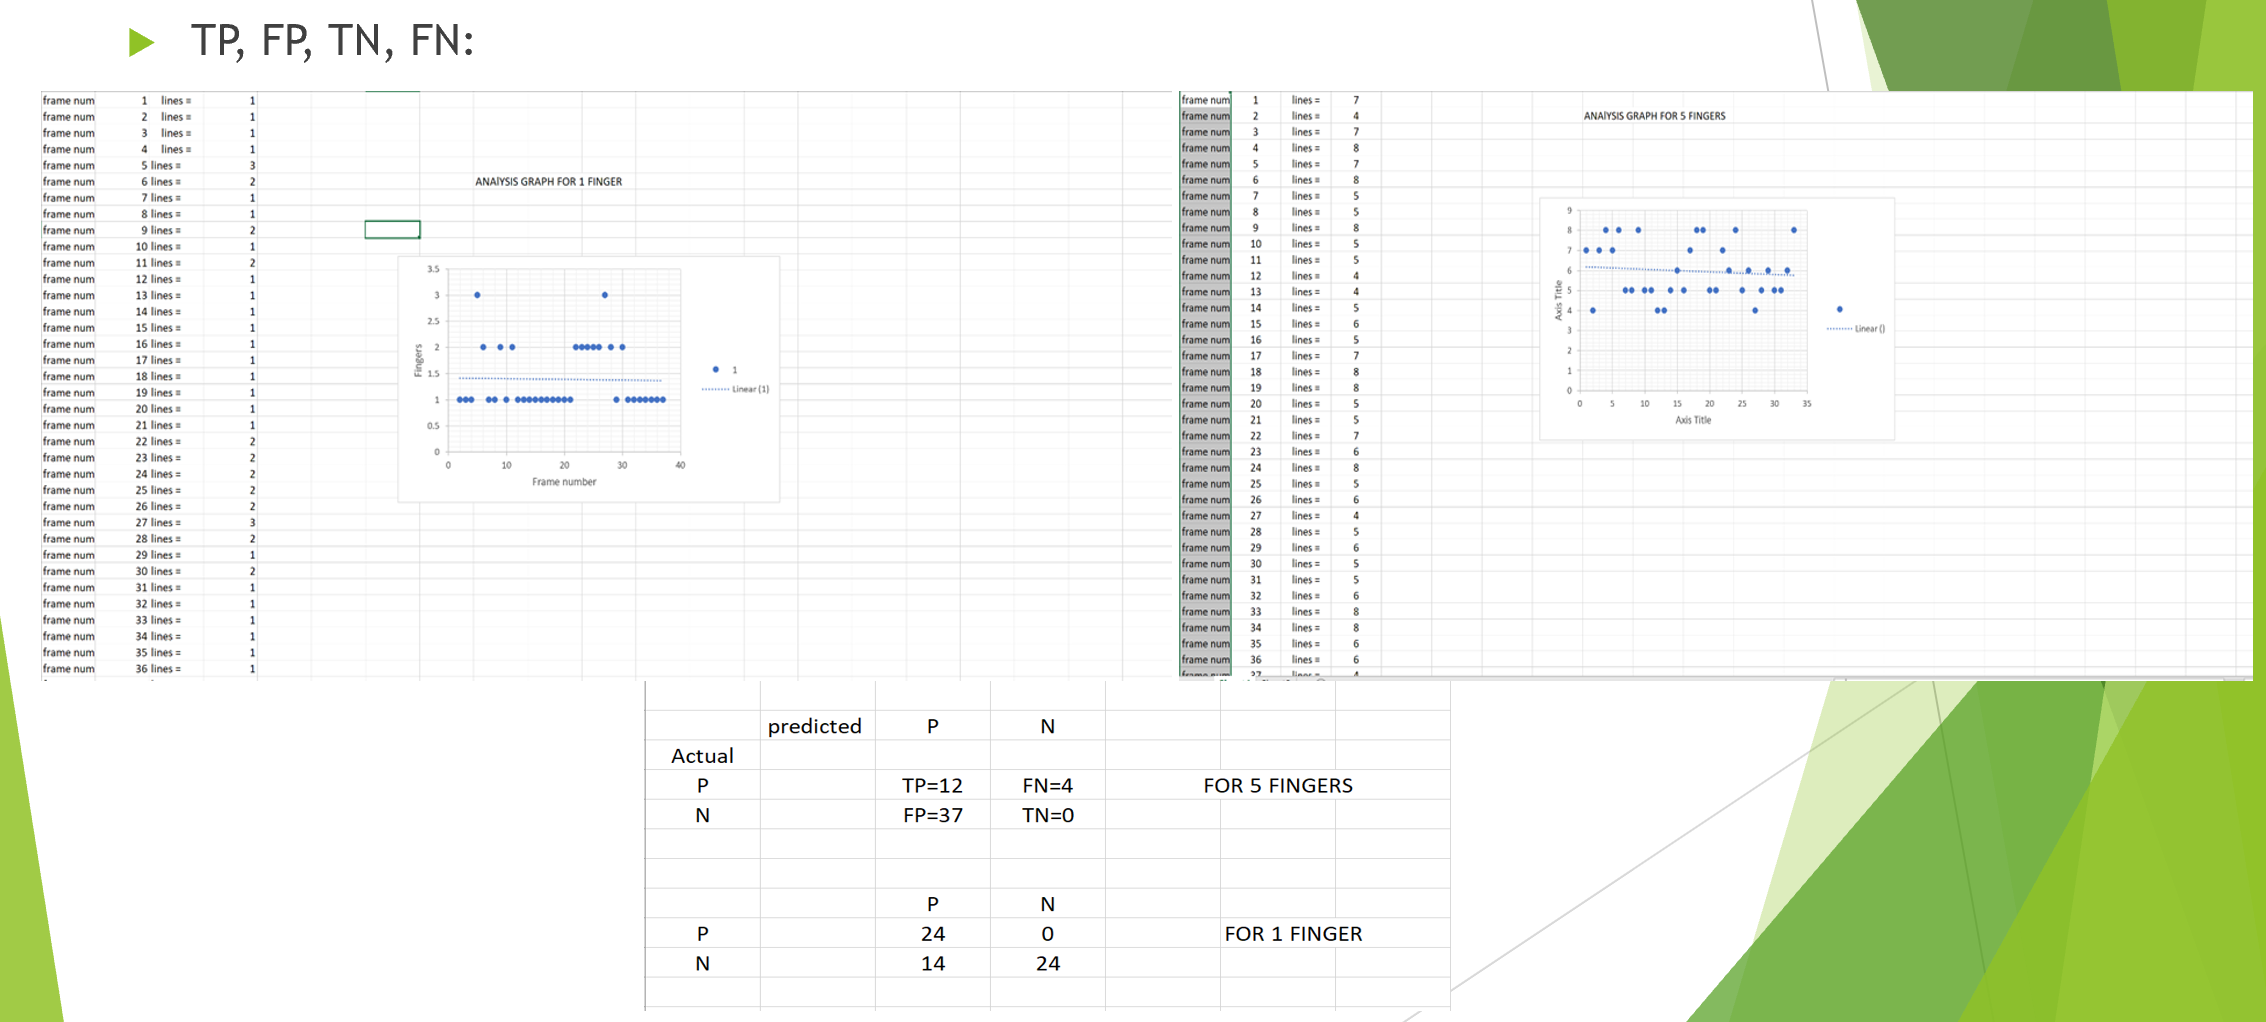 TP, FP, TN, FN:
frame num 1 lines = 1
frame num 2 lines = 1
frame num 3 lines = 1
frame num 4 lines = 1
frame num 5 lines = 3
frame num 6 lines = 2
frame num 7 lines = 1
frame num 8 lines = 1
frame num 9 lines = 2
frame num 10 lines = 1
frame num 11 lines = 2
frame num 12 lines = 1
frame num 13 lines = 1
frame num 14 lines = 1
frame num 15 lines = 1
frame num 16 lines = 1
frame num 17 lines = 1
frame num 18 lines = 1
frame num 19 lines = 1
frame num 20 lines = 1
frame num 21 lines = 1
frame num 22 lines = 2
frame num 23 lines = 2
frame num 24 lines = 2
frame num 25 lines = 2
frame num 26 lines = 2
frame num 27 lines = 3
frame num 28 lines = 2
frame num 29 lines = 1
frame num 30 lines = 2
frame num 31 lines = 1
frame num 32 lines = 1
frame num 33 lines = 1
frame num 34 lines = 1
frame num 35 lines = 1
frame num 36 lines = 1
ANAlYSIS GRAPH FOR 1 FINGER
3.5
3
2.5
2
1.5
1
0.5
0
Fingers
0 10 20 30 40
Frame number
1
Linear (1)
frame num 1 lines = 7
frame num 2 lines = 4
frame num 3 lines = 7
frame num 4 lines = 8
frame num 5 lines = 7
frame num 6 lines = 8
frame num 7 lines = 5
frame num 8 lines = 5
frame num 9 lines = 8
frame num 10 lines = 5
frame num 11 lines = 5
frame num 12 lines = 4
frame num 13 lines = 4
frame num 14 lines = 5
frame num 15 lines = 6
frame num 16 lines = 5
frame num 17 lines = 7
frame num 18 lines = 8
frame num 19 lines = 8
frame num 20 lines = 5
frame num 21 lines = 5
frame num 22 lines = 7
frame num 23 lines = 6
frame num 24 lines = 8
frame num 25 lines = 5
frame num 26 lines = 6
frame num 27 lines = 4
frame num 28 lines = 5
frame num 29 lines = 6
frame num 30 lines = 5
frame num 31 lines = 5
frame num 32 lines = 6
frame num 33 lines = 8
frame num 34 lines = 8
frame num 35 lines = 6
frame num 36 lines = 6
ANAlYSIS GRAPH FOR 5 FINGERS
9
8
7
6
5
4
3
2
1
0
Axis Title
0 5 10 15 20 25 30 35
Axis Title
Linear ()
predicted P N
Actual
P TP=12 FN=4 FOR 5 FINGERS
N FP=37 TN=0
P N
P 24 0 FOR 1 FINGER
N 14 24